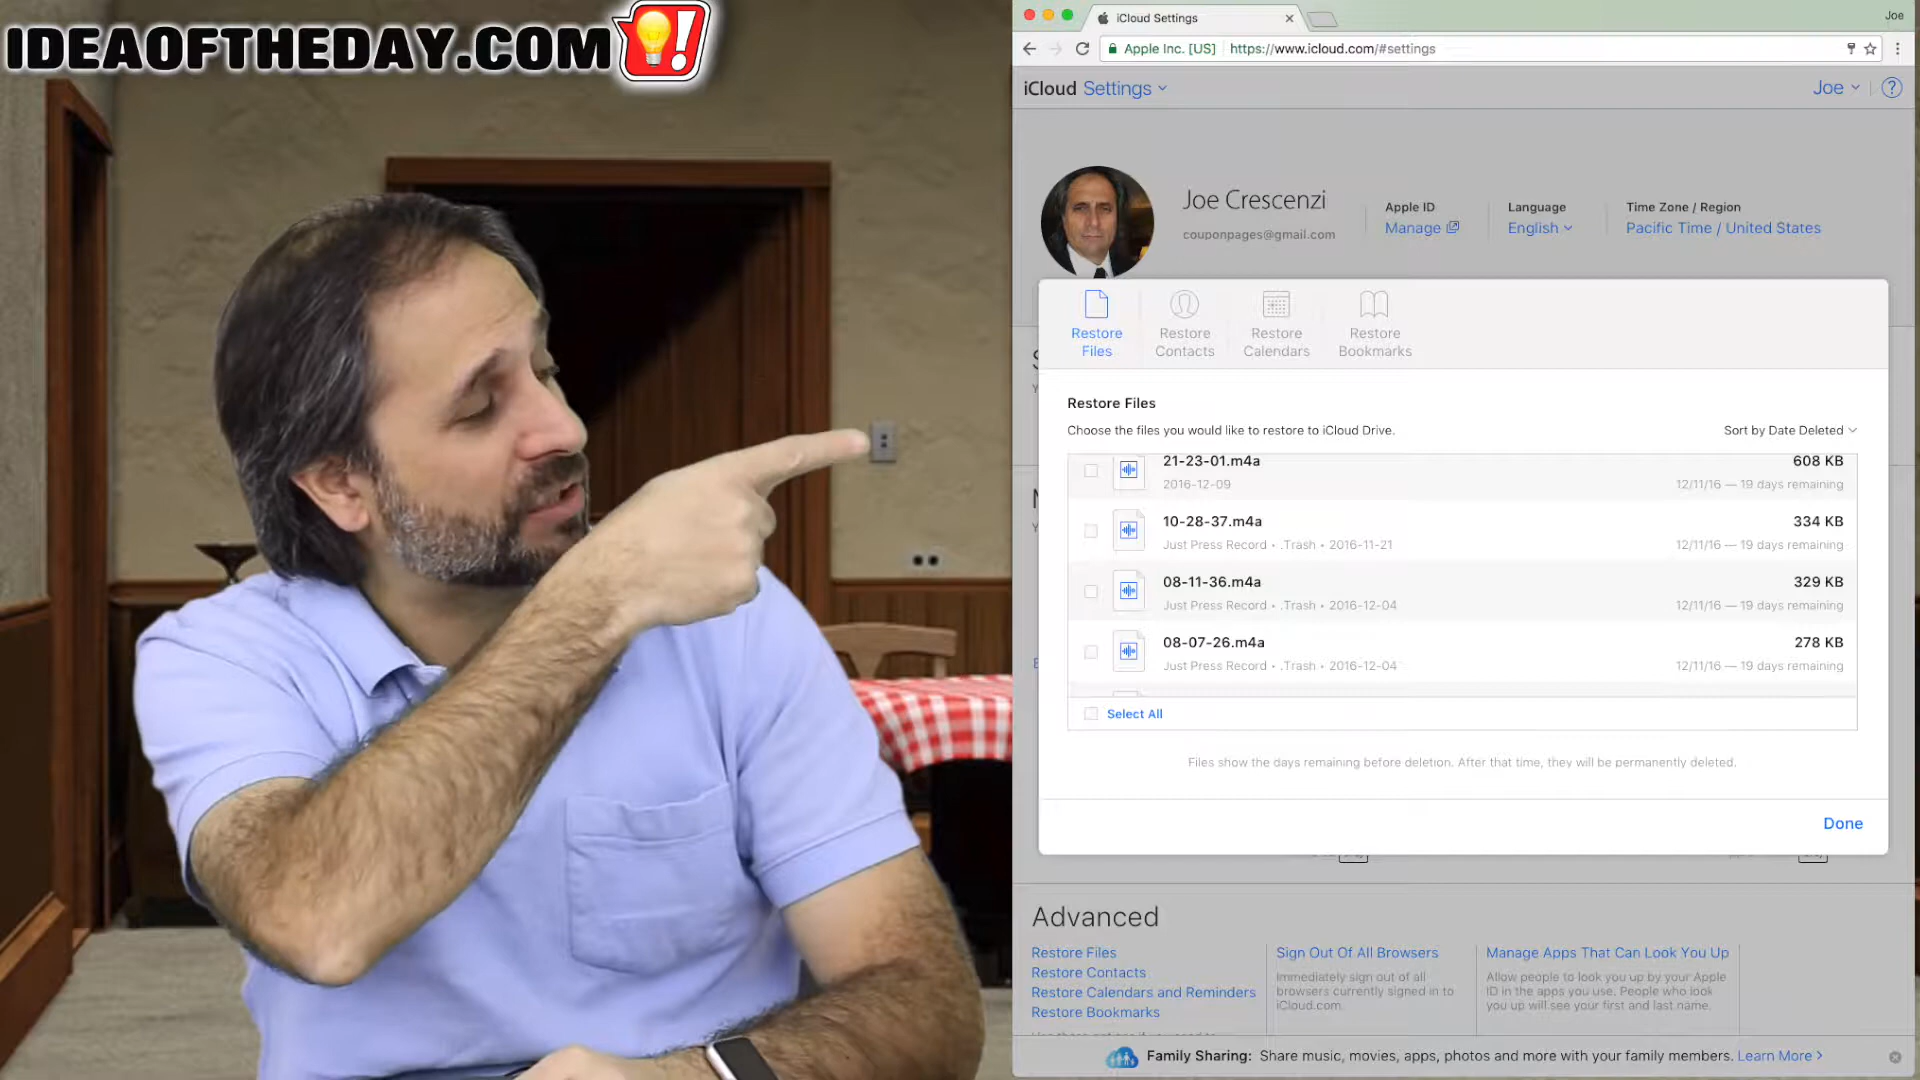 IDEAOFTHEDAY.COM
iCloud Settings
Joe
Apple Inc. [US] https://www.icloud.com/#settings
iCloud Settings
Joe
?
Joe Crescenzi
couponpages@gmail.com
Apple ID
Manage
Language
English
Time Zone / Region
Pacific Time / United States
Restore Files
Restore Contacts
Restore Calendars
Restore Bookmarks
Restore Files
Choose the files you would like to restore to iCloud Drive.
Sort by Date Deleted
21-23-01.m4a 608 KB
2016-12-09 12/11/16 — 19 days remaining
10-28-37.m4a 334 KB
Just Press Record • .Trash • 2016-11-21 12/11/16 — 19 days remaining
08-11-36.m4a 329 KB
Just Press Record • .Trash • 2016-12-04 12/11/16 — 19 days remaining
08-07-26.m4a 278 KB
Just Press Record • .Trash • 2016-12-04 12/11/16 — 19 days remaining
Select All
Files show the days remaining before deletion. After that time, they will be permanently deleted.
Done
Advanced
Restore Files
Restore Contacts
Restore Calendars and Reminders
Restore Bookmarks
Sign Out Of All Browsers
Immediately sign out of all
browsers currently signed in to
iCloud.com.
Manage Apps That Can Look You Up
Allow people to look you up by your Apple
ID in the apps you use. People who look
you up will see your first and last name.
Family Sharing: Share music, movies, apps, photos and more with your family members. Learn More >